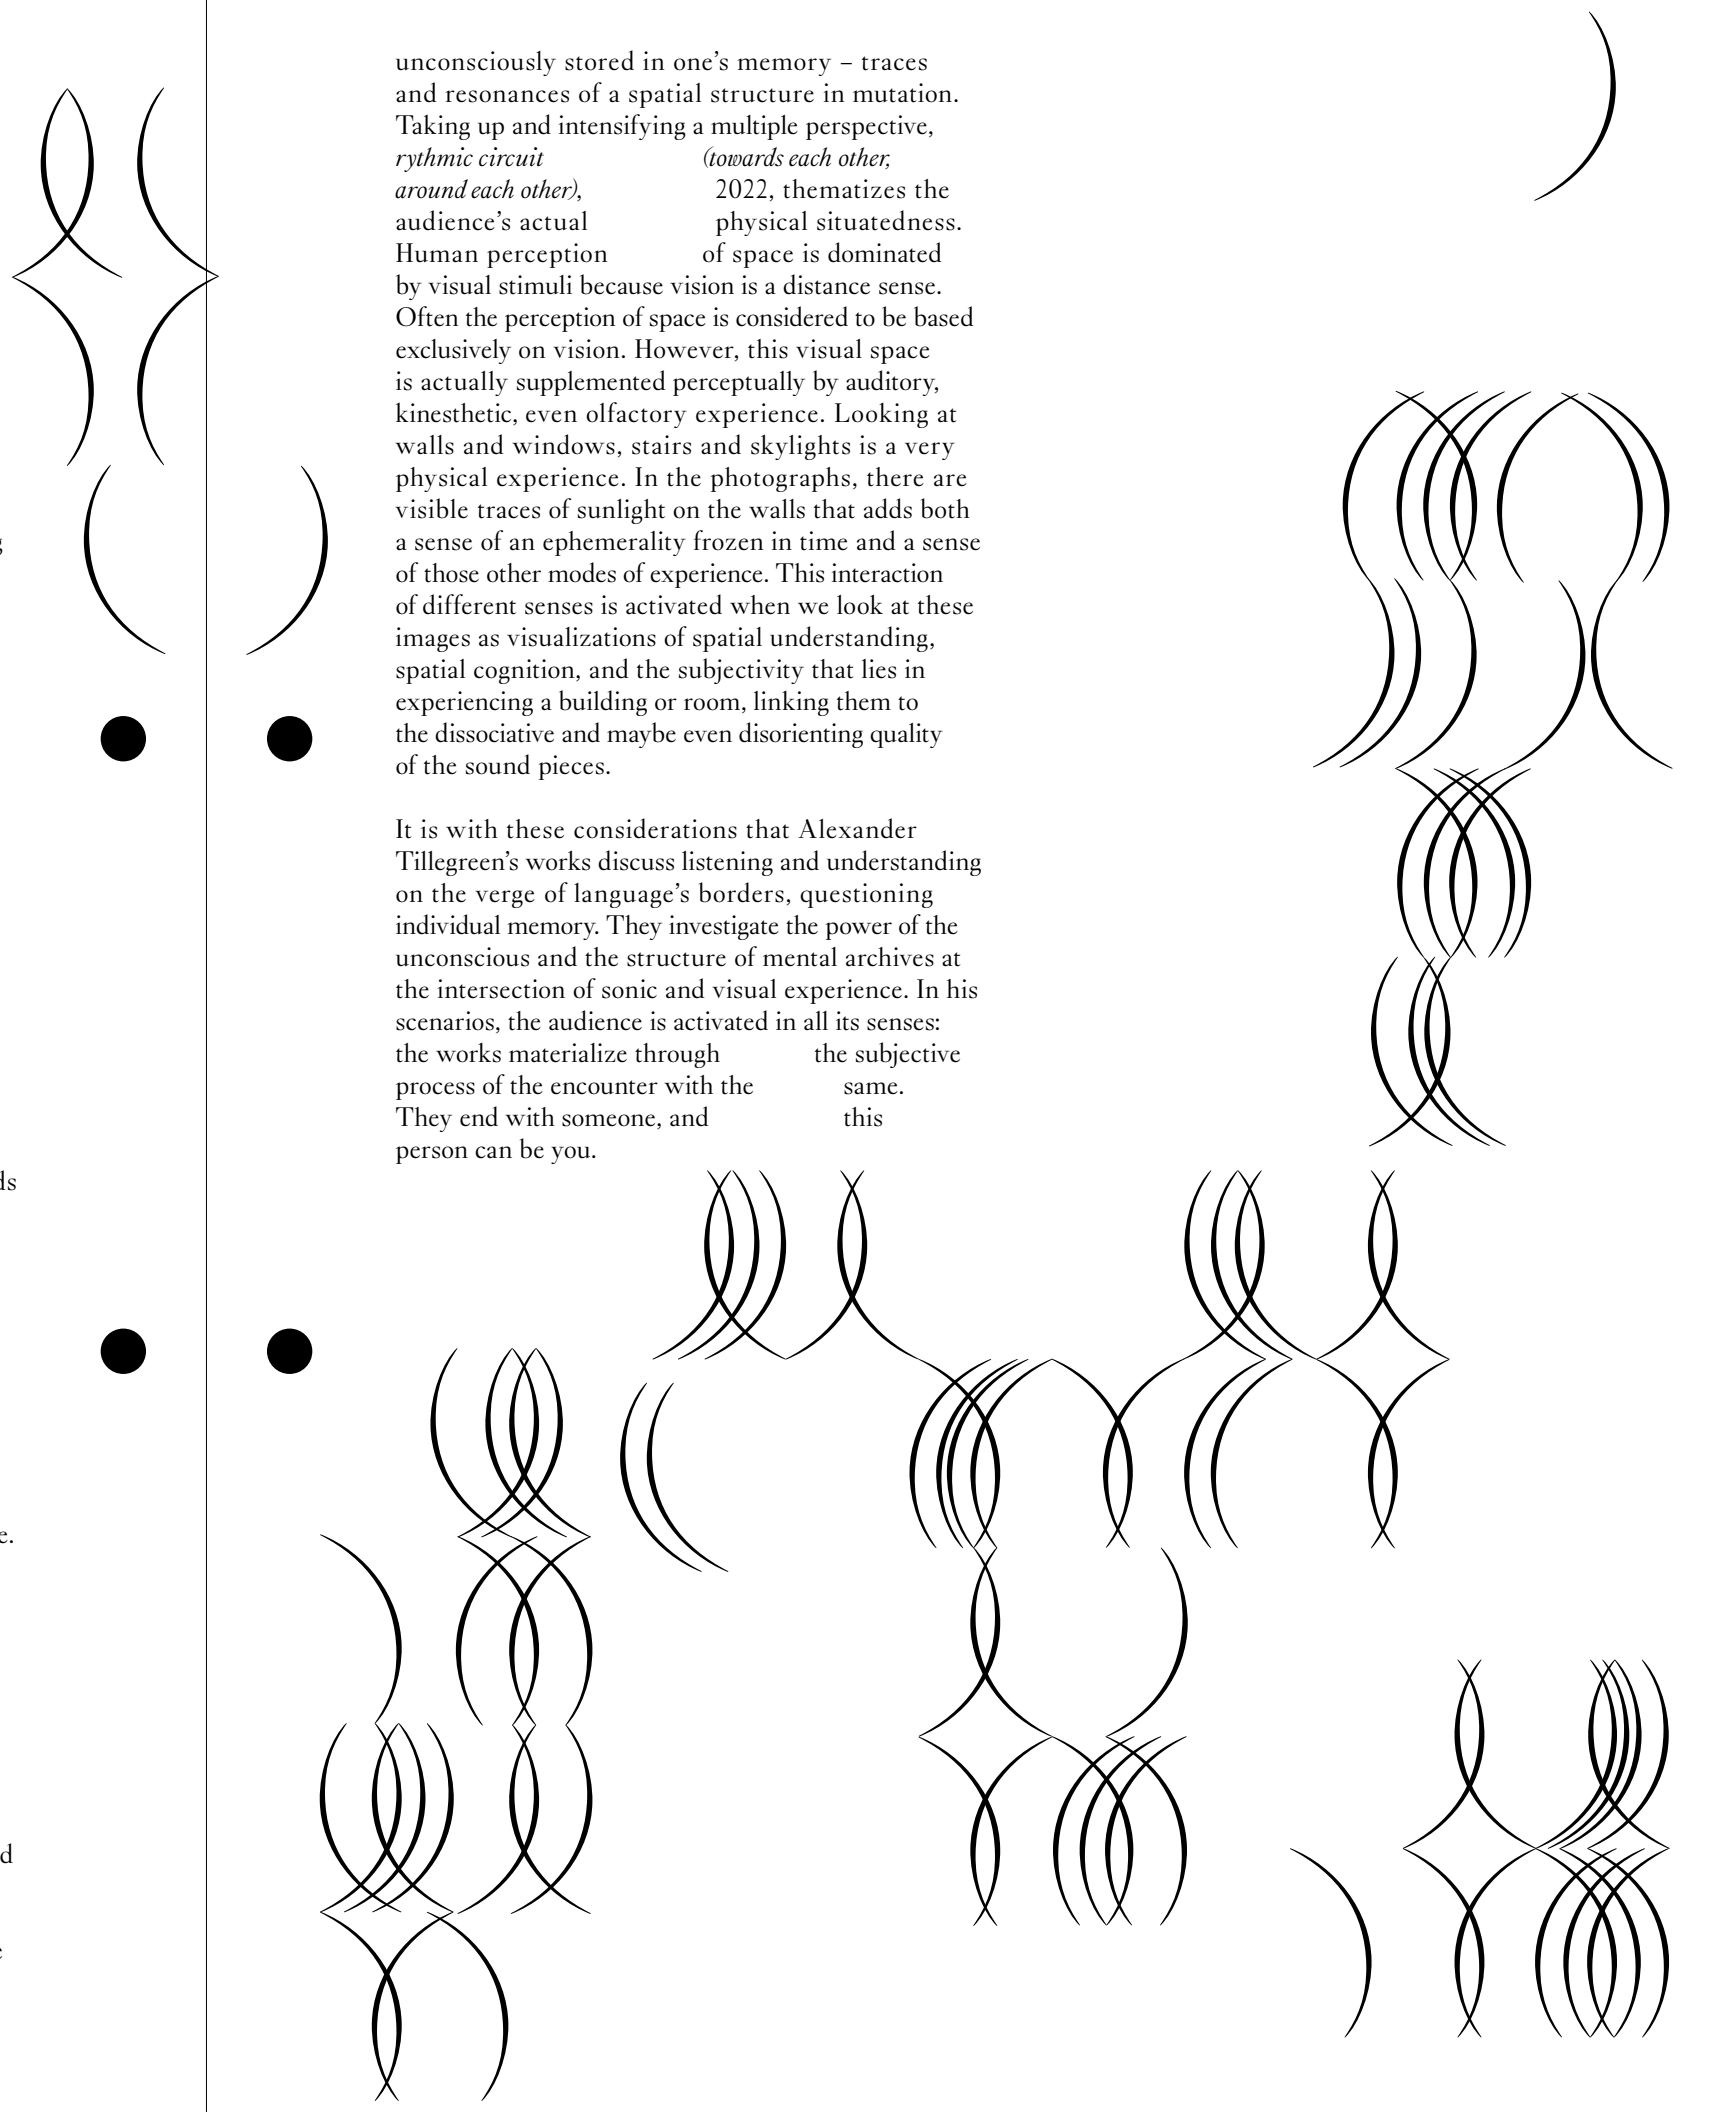 unconsciously stored in one’s memory – traces
and resonances of a spatial structure in mutation.
Taking up and intensifying a multiple perspective,
rythmic circuit (towards each other,
around each other), 2022, thematizes the
audience’s actual physical situatedness.
Human perception of space is dominated
by visual stimuli because vision is a distance sense.
Often the perception of space is considered to be based
exclusively on vision. However, this visual space
is actually supplemented perceptually by auditory,
kinesthetic, even olfactory experience. Looking at
walls and windows, stairs and skylights is a very
physical experience. In the photographs, there are
visible traces of sunlight on the walls that adds both
a sense of an ephemerality frozen in time and a sense
of those other modes of experience. This interaction
of different senses is activated when we look at these
images as visualizations of spatial understanding,
spatial cognition, and the subjectivity that lies in
experiencing a building or room, linking them to
the dissociative and maybe even disorienting quality
of the sound pieces.
It is with these considerations that Alexander
Tillegreen’s works discuss listening and understanding
on the verge of language’s borders, questioning
individual memory. They investigate the power of the
unconscious and the structure of mental archives at
the intersection of sonic and visual experience. In his
scenarios, the audience is activated in all its senses:
the works materialize through the subjective
process of the encounter with the same.
They end with someone, and this
person can be you.